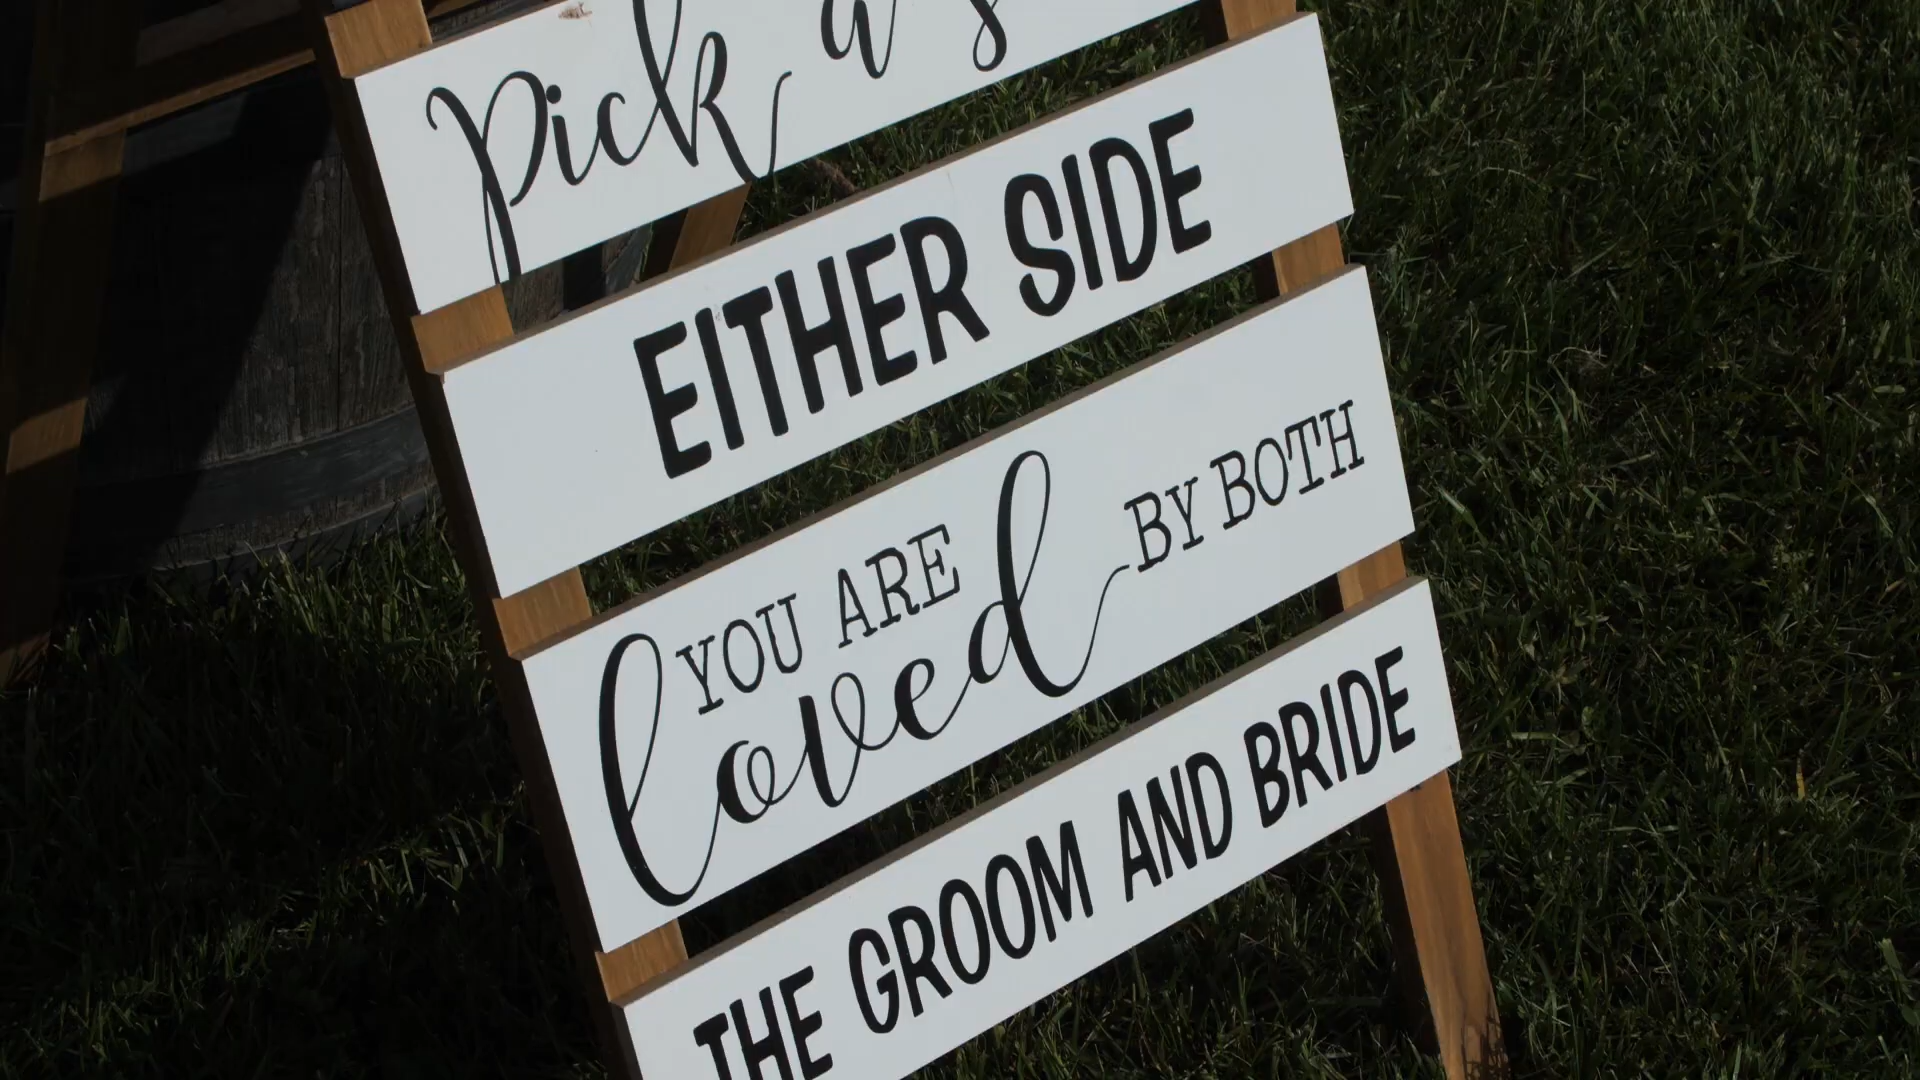 Pick a
EITHER SIDE
YOU ARE
loved BY BOTH
THE GROOM AND BRIDE